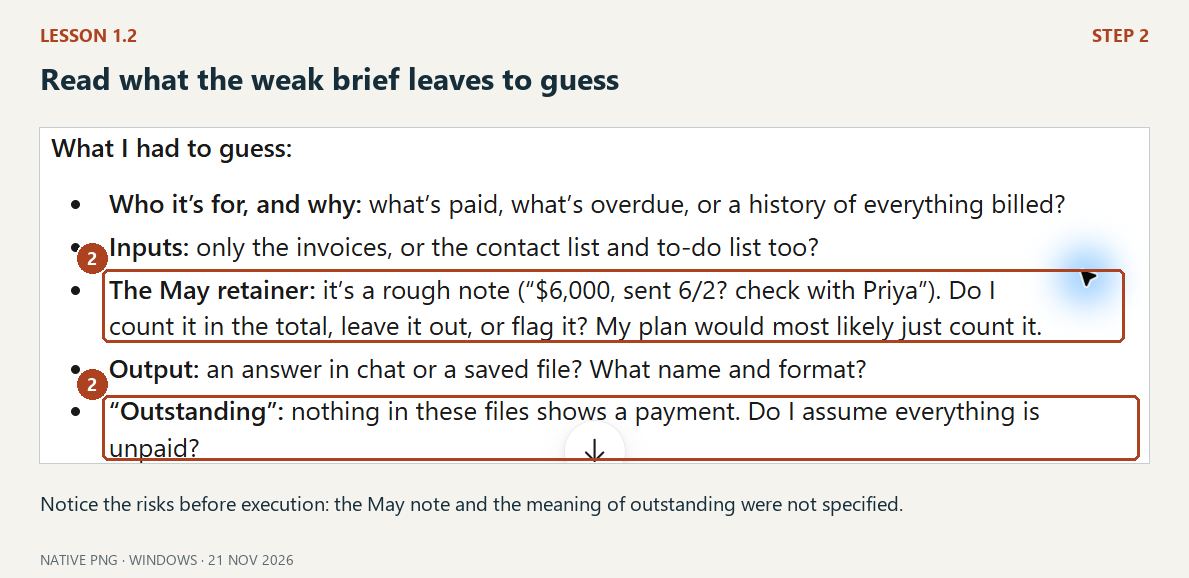 LESSON 1.2
STEP 2
Read what the weak brief leaves to guess
What I had to guess:
• Who it’s for, and why: what’s paid, what’s overdue, or a history of everything billed?
• Inputs: only the invoices, or the contact list and to-do list too?
2
• The May retainer: it’s a rough note (“$6,000, sent 6/2? check with Priya”). Do I
count it in the total, leave it out, or flag it? My plan would most likely just count it.
• Output: an answer in chat or a saved file? What name and format?
2
• “Outstanding”: nothing in these files shows a payment. Do I assume everything is
unpaid?
Notice the risks before execution: the May note and the meaning of outstanding were not specified.
NATIVE PNG · WINDOWS · 21 NOV 2026